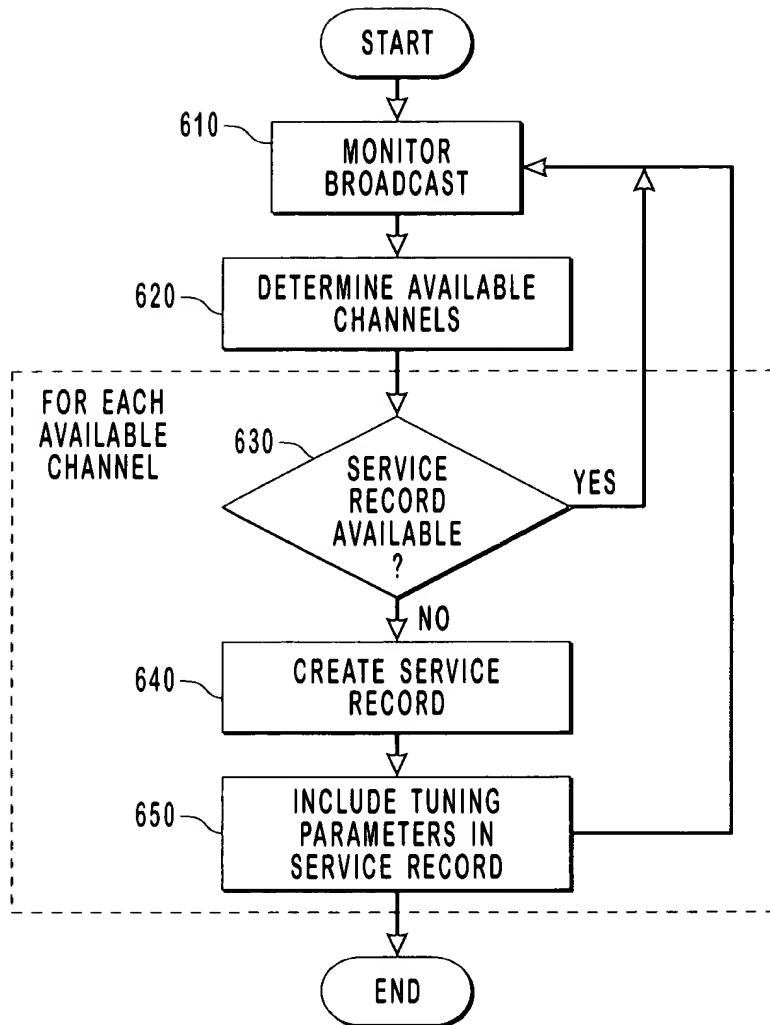 START
610
MONITOR
BROADCAST
620
DETERMINE AVAILABLE
CHANNELS
FOR EACH
AVAILABLE
CHANNEL
630
SERVICE
RECORD
AVAILABLE
?
YES
NO
640
CREATE SERVICE
RECORD
650
INCLUDE TUNING
PARAMETERS IN
SERVICE RECORD
END